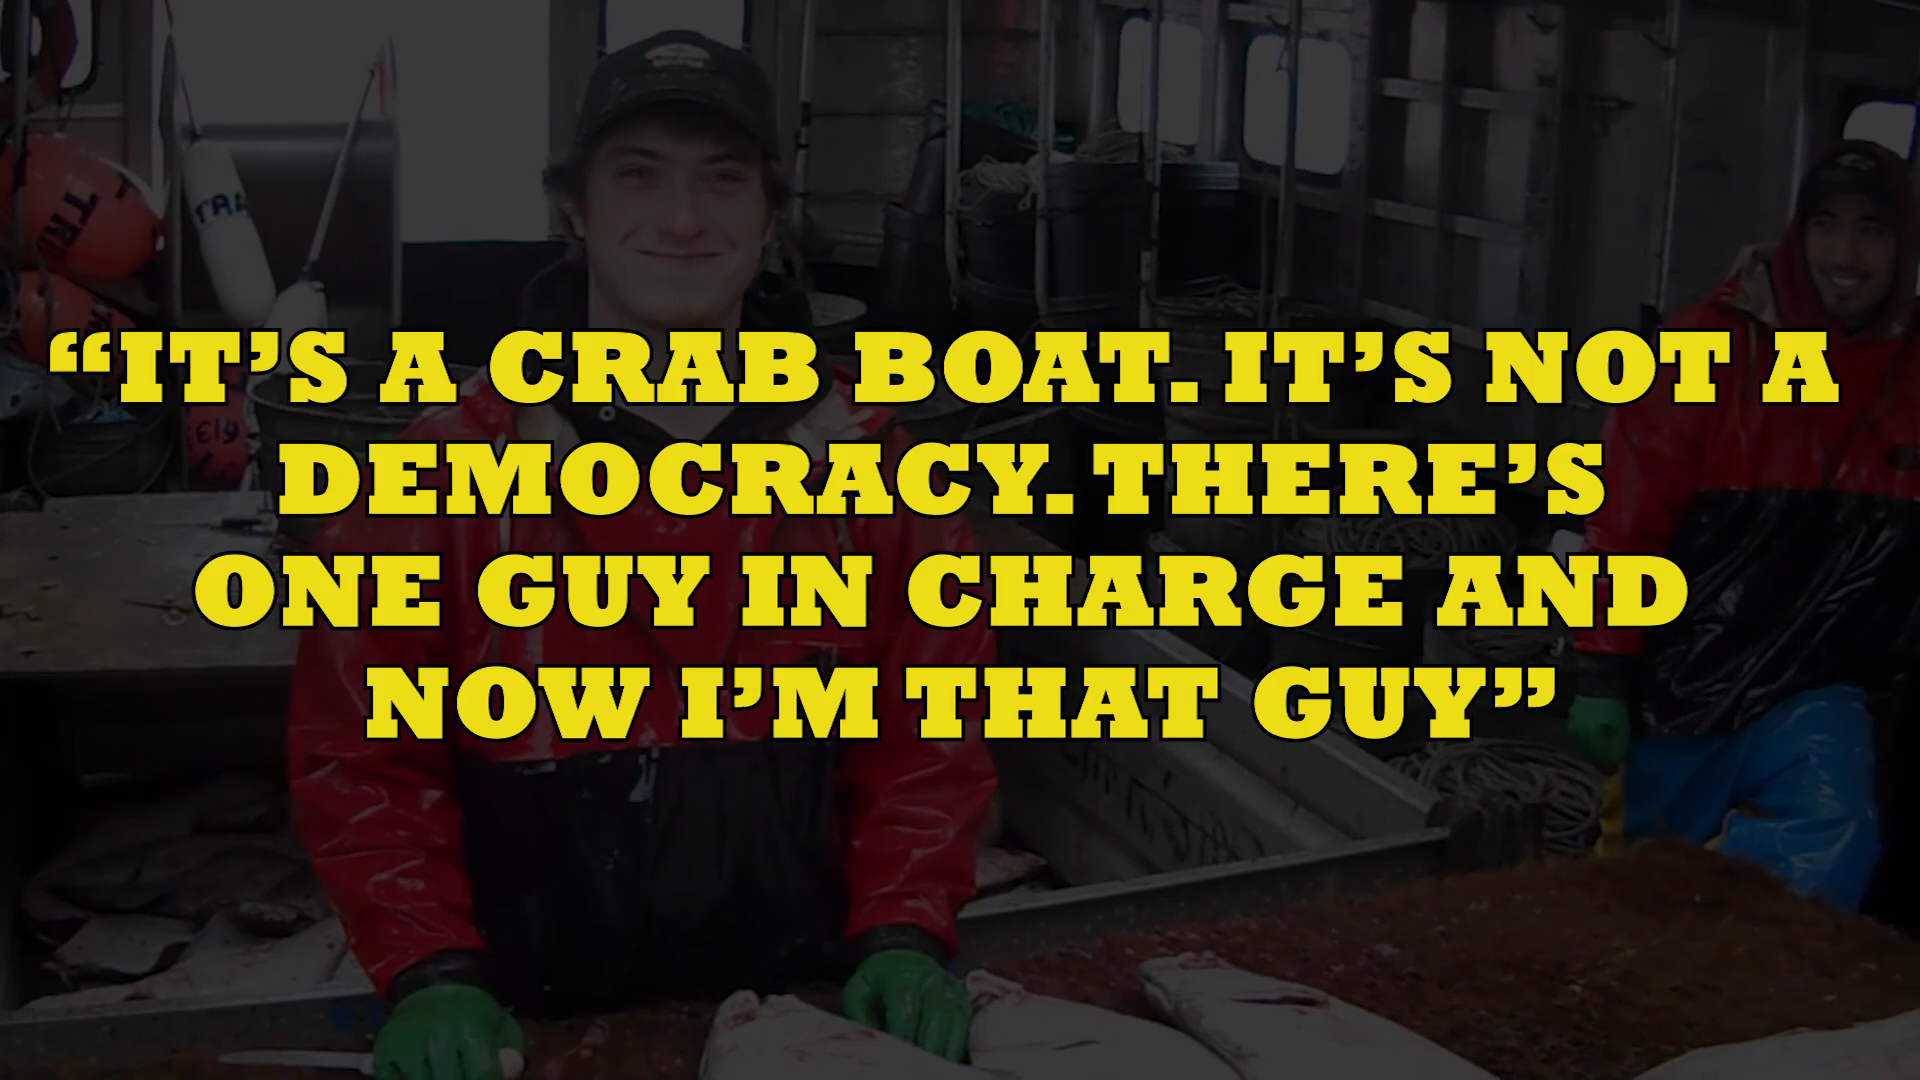 “IT’S A CRAB BOAT. IT’S NOT A
DEMOCRACY. THERE’S
ONE GUY IN CHARGE AND
NOW I’M THAT GUY”